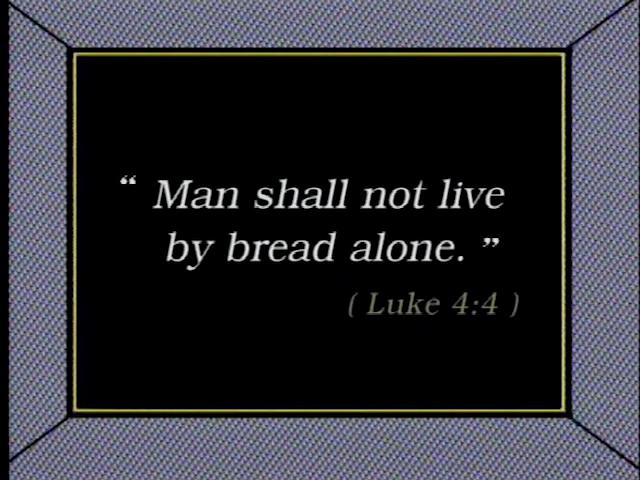 “ Man shall not live
by bread alone. ”
( Luke 4:4 )